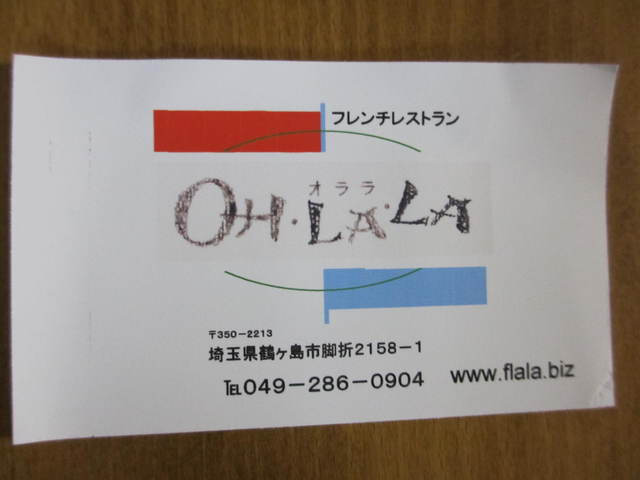 フレンチレストラン
オララ
OH・LA・LA
〒350-2213
埼玉県鶴ヶ島市脚折2158-1
TEL049-286-0904
www.flala.biz